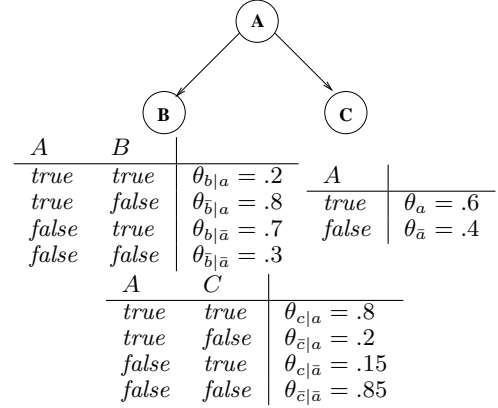 A
B
C
A B
true true θ_{b|a} = .2
true false θ_{b̄|a} = .8
false true θ_{b|ā} = .7
false false θ_{b̄|ā} = .3
A
true θ_a = .6
false θ_ā = .4
A C
true true θ_{c|a} = .8
true false θ_{c̄|a} = .2
false true θ_{c|ā} = .15
false false θ_{c̄|ā} = .85